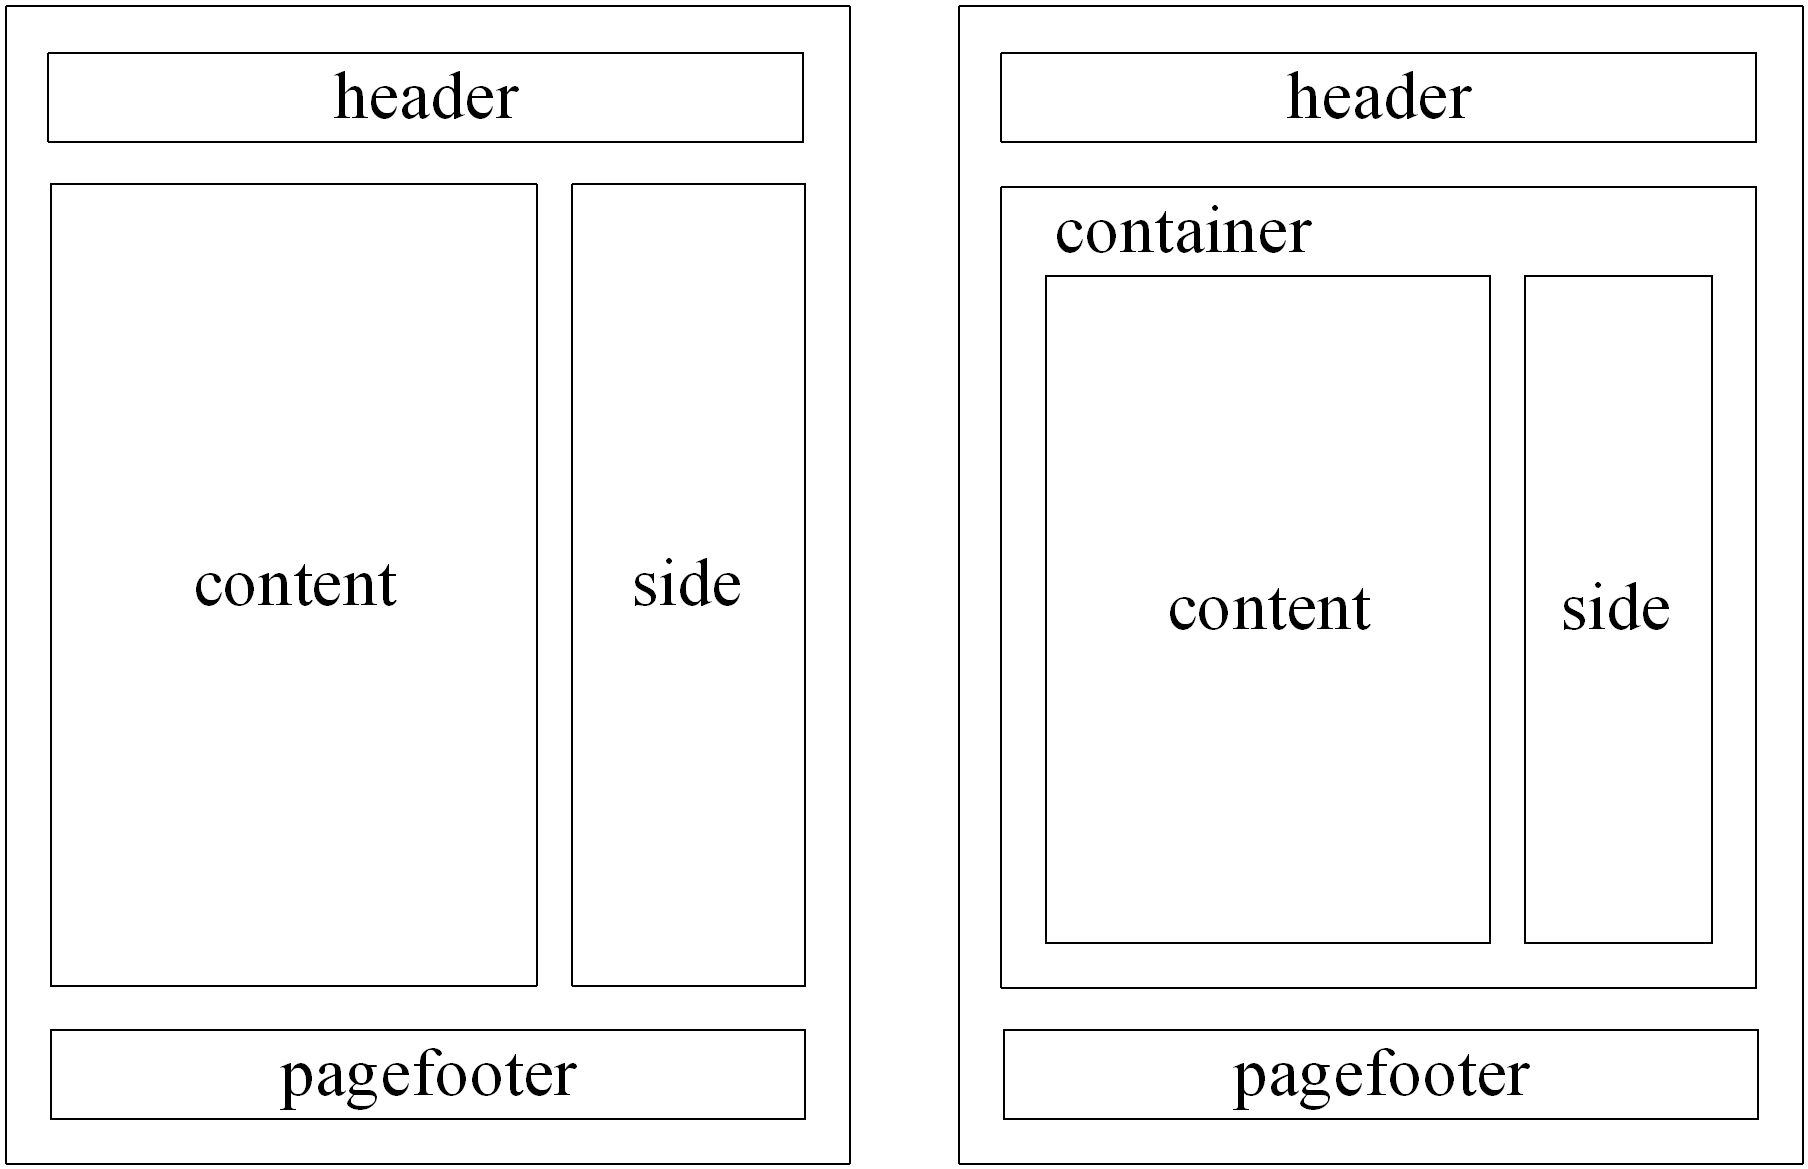 header
content
side
pagefooter
header
container
content
side
pagefooter